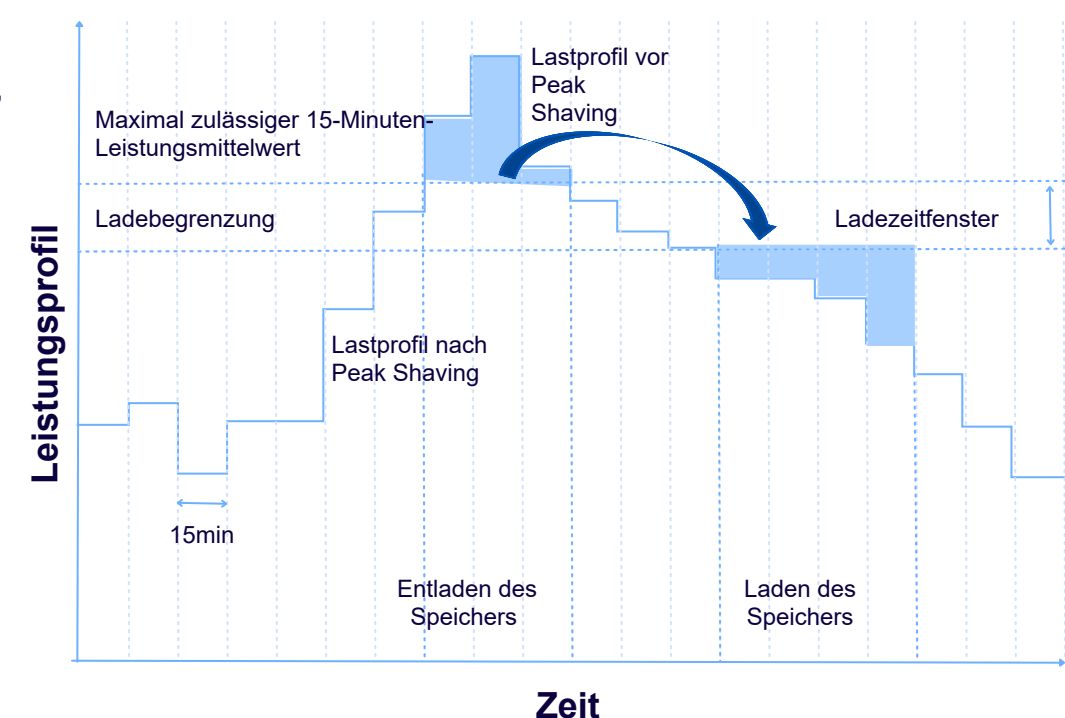 Lastprofil vor
Peak
Shaving
Maximal zulässiger 15-Minuten-
Leistungsmittelwert
Ladebegrenzung
Ladezeitfenster
Lastprofil nach
Peak Shaving
15min
Entladen des
Speichers
Laden des
Speichers
Leistungsprofil
Zeit